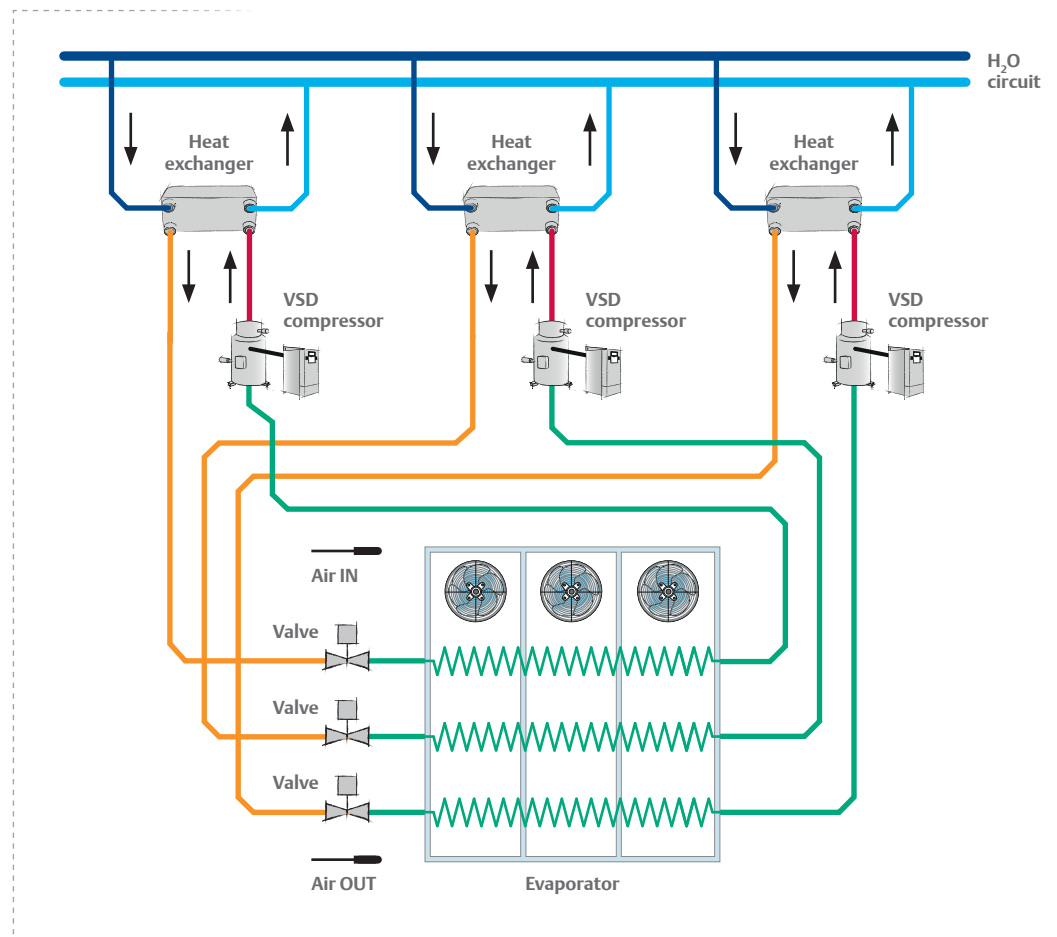 H₂O
circuit
Heat
exchanger
Heat
exchanger
Heat
exchanger
VSD
compressor
VSD
compressor
VSD
compressor
Air IN
Valve
Valve
Valve
Air OUT
Evaporator